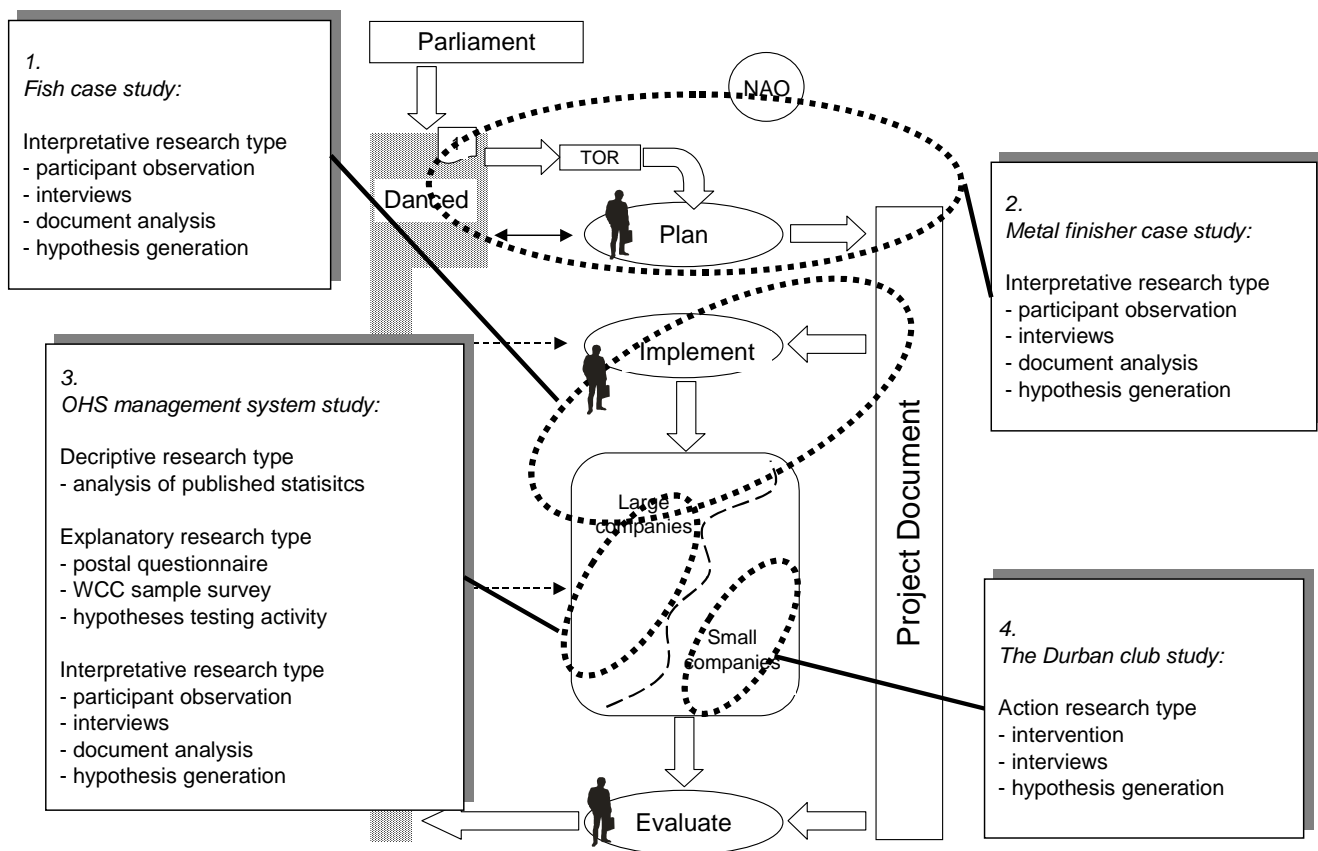 1.
Fish case study:
Interpretative research type
- participant observation
- interviews
- document analysis
- hypothesis generation
Parliament
NAO
TOR
Danced
Plan
2.
Metal finisher case study:
Interpretative research type
- participant observation
- interviews
- document analysis
- hypothesis generation
Implement
3.
OHS management system study:
Decriptive research type
- analysis of published statisitcs
Explanatory research type
- postal questionnaire
- WCC sample survey
- hypotheses testing activity
Interpretative research type
- participant observation
- interviews
- document analysis
- hypothesis generation
Large
companies
Small
companies
Project Document
4.
The Durban club study:
Action research type
- intervention
- interviews
- hypothesis generation
Evaluate